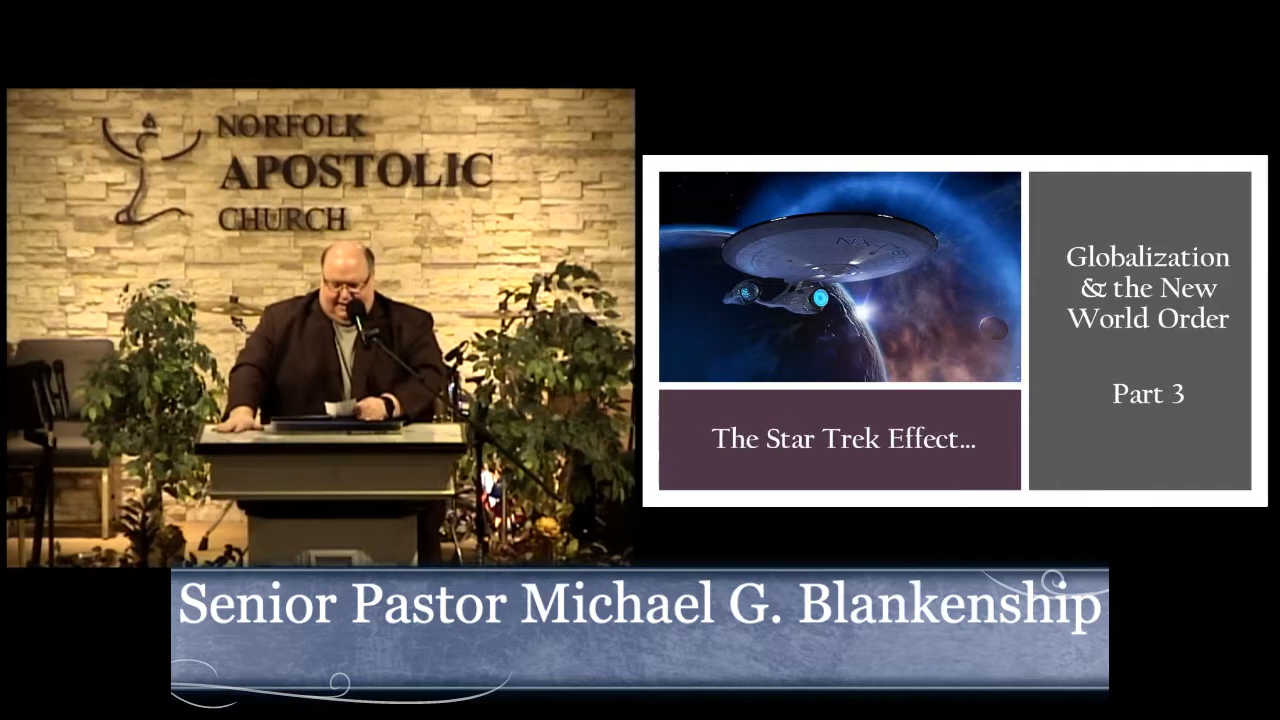 NORFOLK
APOSTOLIC
CHURCH
Globalization
& the New
World Order
Part 3
The Star Trek Effect...
Senior Pastor Michael G. Blankenship